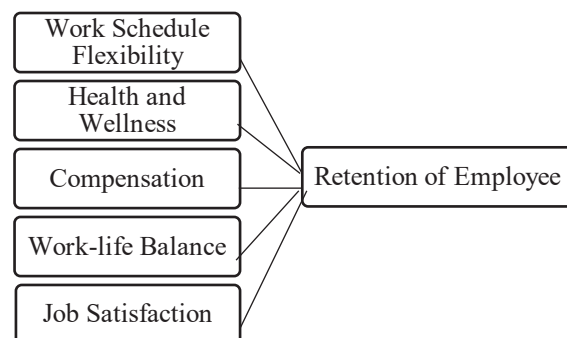 Work Schedule
Flexibility
Health and
Wellness
Compensation
Retention of Employee
Work-life Balance
Job Satisfaction